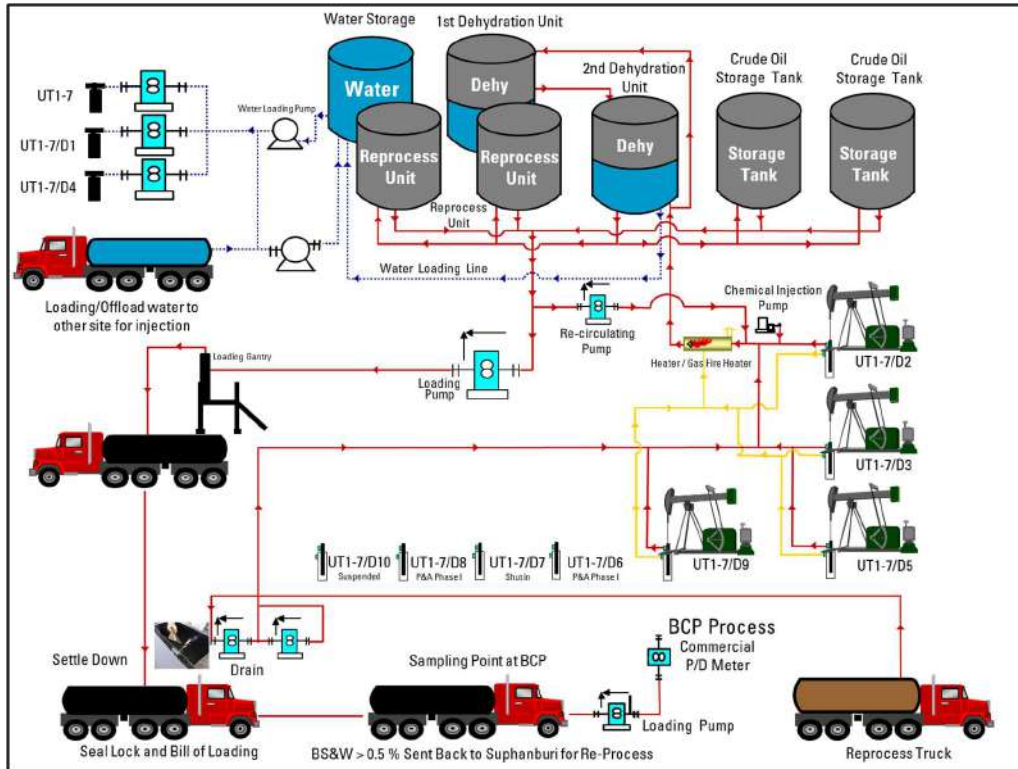 Water Storage
1st Dehydration Unit
2nd Dehydration
Unit
Crude Oil
Storage Tank
Crude Oil
Storage Tank
UT1-7
UT1-7/D1
UT1-7/D4
Water Loading Pump
Water
Dehy
Dehy
Reprocess
Unit
Reprocess
Unit
Storage
Tank
Storage
Tank
Reprocess
Unit
Water Loading Line
Loading/Offload water to
other site for injection
Loading Gantry
Loading
Pump
Re-circulating
Pump
Chemical Injection
Pump
Heater / Gas Fire Heater
UT1-7/D2
UT1-7/D3
UT1-7/D5
UT1-7/D9
UT1-7/D10
Suspended
UT1-7/D8
P&A Phase I
UT1-7/D7
Shutin
UT1-7/D6
P&A Phase I
Settle Down
Drain
Sampling Point at BCP
BCP Process
Commercial
P/D Meter
Loading Pump
Seal Lock and Bill of Loading
BS&W > 0.5 % Sent Back to Suphanburi for Re-Process
Reprocess Truck